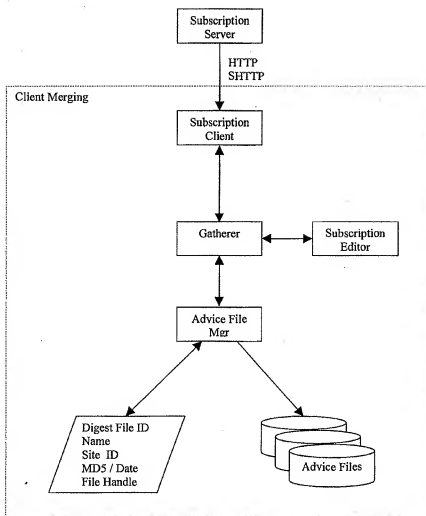 Subscription
Server
HTTP
SHTTP
Client Merging
Subscription
Client
Gatherer
Subscription
Editor
Advice File
Mgr
Digest File ID
Name
Site ID
MD5 / Date
File Handle
Advice Files